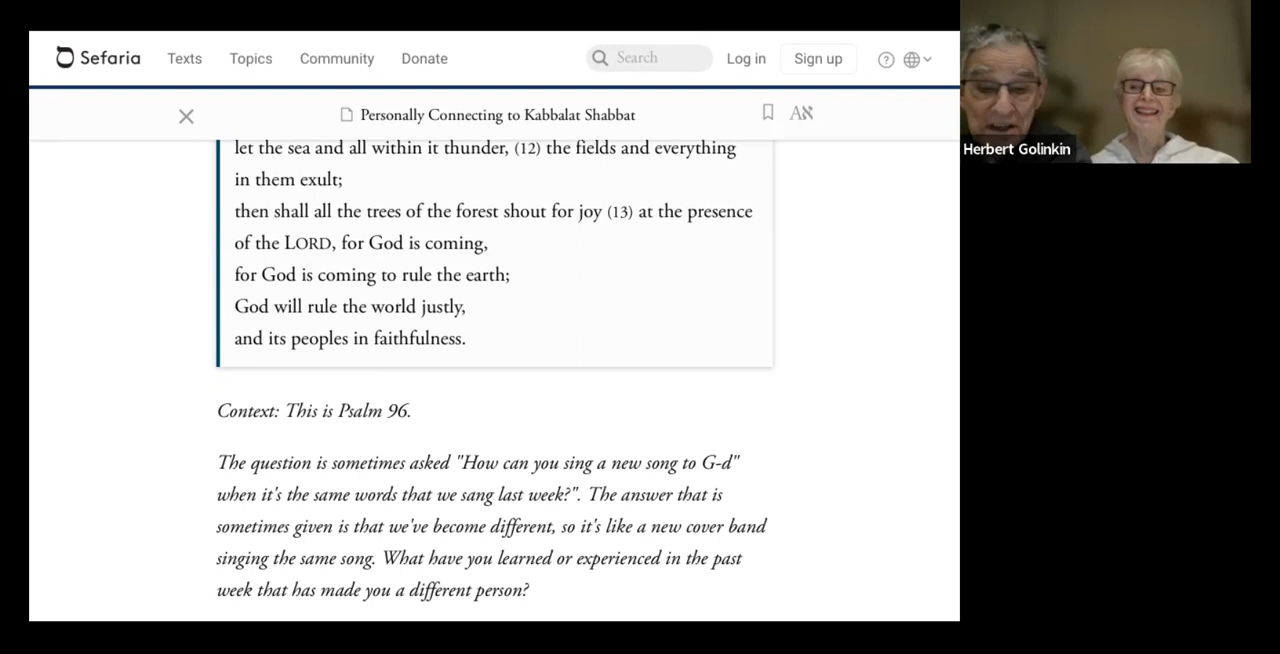 Sefaria Texts Topics Community Donate Search Log in Sign up
Personally Connecting to Kabbalat Shabbat Aא
let the sea and all within it thunder, (12) the fields and everything
in them exult;
then shall all the trees of the forest shout for joy (13) at the presence
of the LORD, for God is coming,
for God is coming to rule the earth;
God will rule the world justly,
and its peoples in faithfulness.
Context: This is Psalm 96.
The question is sometimes asked "How can you sing a new song to G-d"
when it's the same words that we sang last week?". The answer that is
sometimes given is that we've become different, so it's like a new cover band
singing the same song. What have you learned or experienced in the past
week that has made you a different person?
Herbert Golinkin